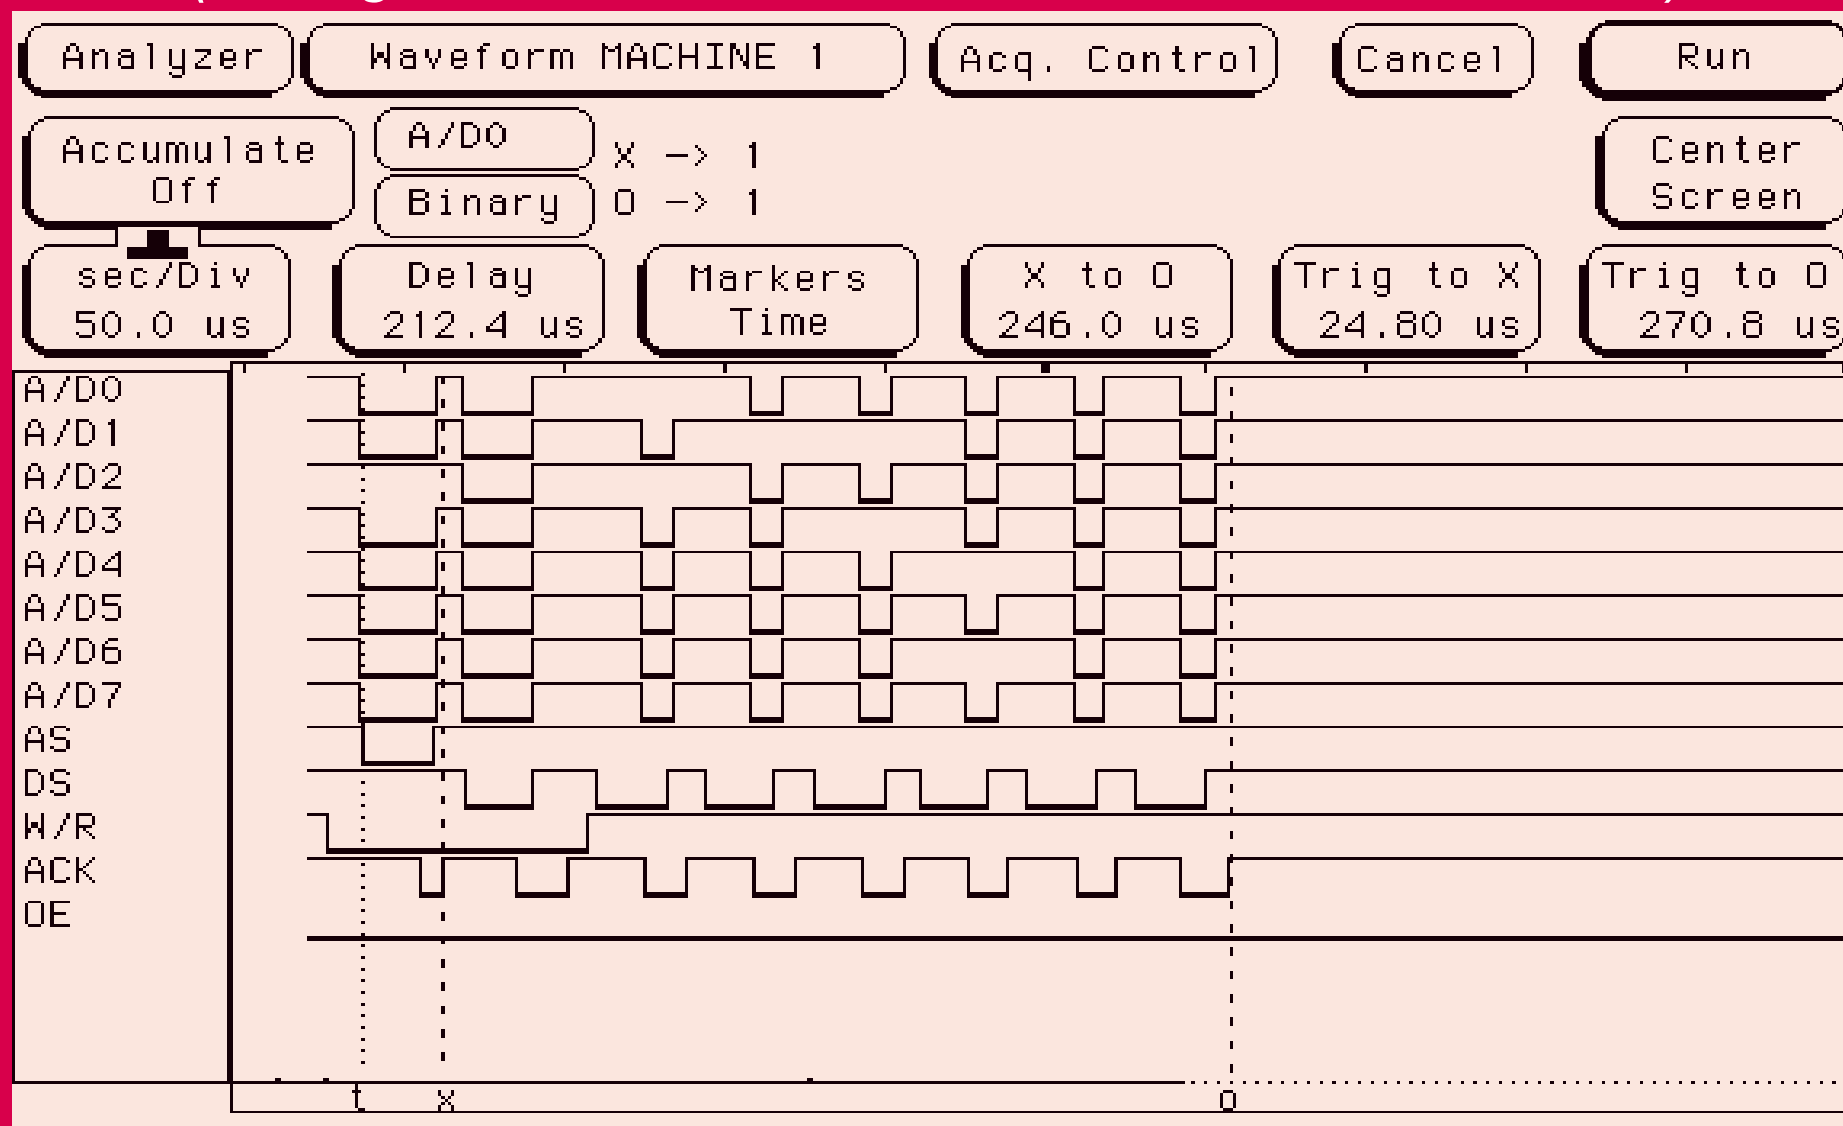 Analyzer
Waveform MACHINE 1
Acq. Control
Cancel
Run
Accumulate
Off
A/D0
Binary
X -> 1
O -> 1
Center
Screen
sec/Div
50.0 us
Delay
212.4 us
Markers
Time
X to O
246.0 us
Trig to X
24.80 us
Trig to O
270.8 us
A/D0
A/D1
A/D2
A/D3
A/D4
A/D5
A/D6
A/D7
AS
DS
W/R
ACK
OE
t
x
o